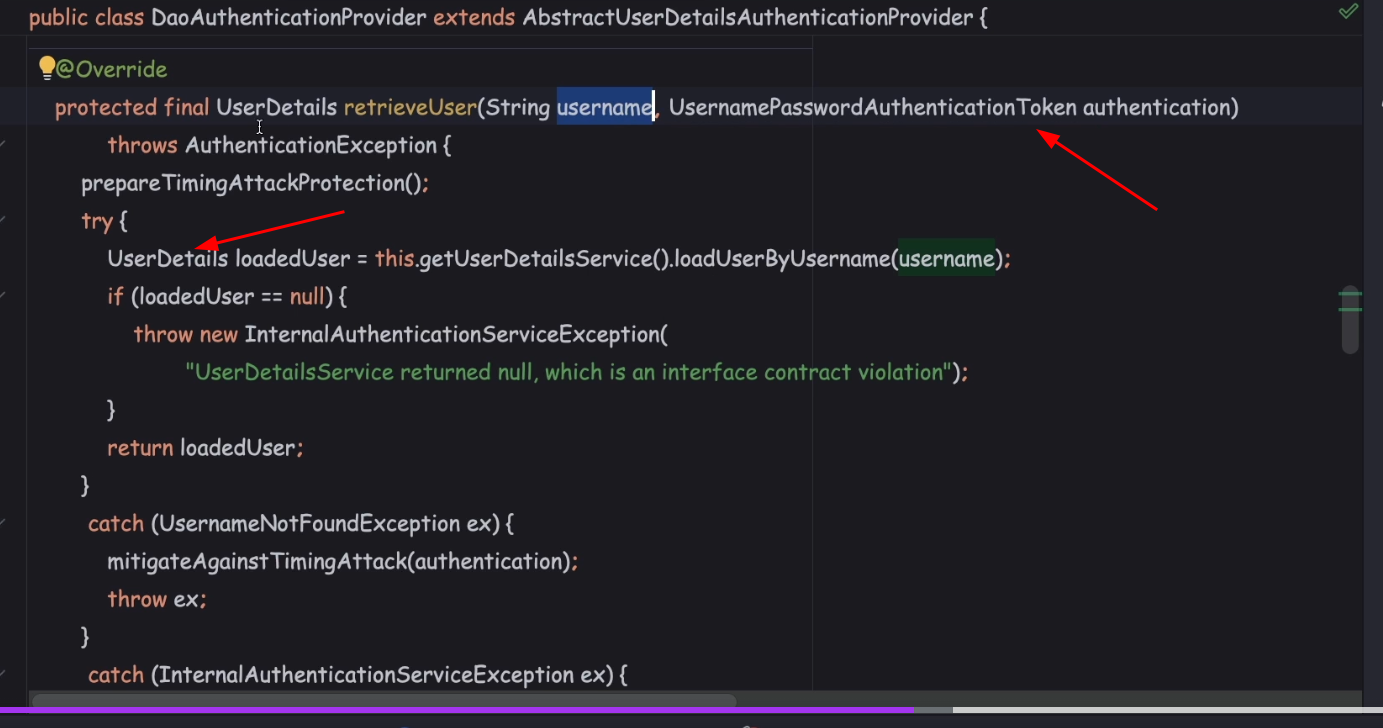 public class DaoAuthenticationProvider extends AbstractUserDetailsAuthenticationProvider {
@Override
protected final UserDetails retrieveUser(String username, UsernamePasswordAuthenticationToken authentication)
throws AuthenticationException {
prepareTimingAttackProtection();
try {
UserDetails loadedUser = this.getUserDetailsService().loadUserByUsername(username);
if (loadedUser == null) {
throw new InternalAuthenticationServiceException(
"UserDetailsService returned null, which is an interface contract violation");
}
return loadedUser;
}
catch (UsernameNotFoundException ex) {
mitigateAgainstTimingAttack(authentication);
throw ex;
}
catch (InternalAuthenticationServiceException ex) {